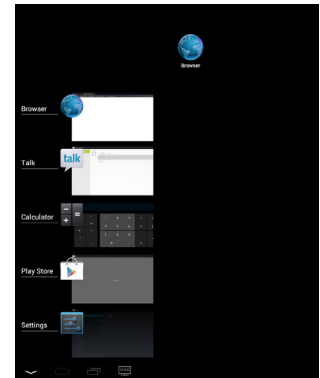 Browser
Browser
Talk
talk
Calculator
Play Store
Settings